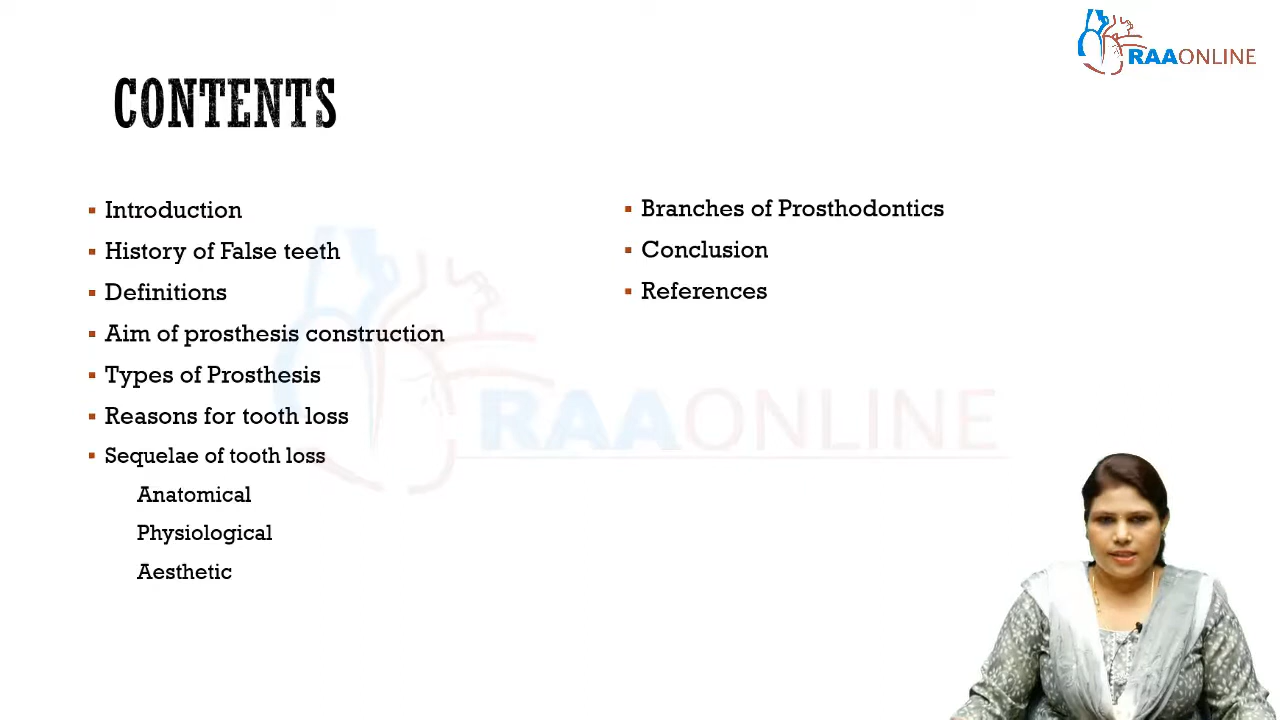 RAAONLINE
CONTENTS
▪ Introduction
▪ History of False teeth
▪ Definitions
▪ Aim of prosthesis construction
▪ Types of Prosthesis
▪ Reasons for tooth loss
▪ Sequelae of tooth loss
Anatomical
Physiological
Aesthetic
▪ Branches of Prosthodontics
▪ Conclusion
▪ References
RAAONLINE